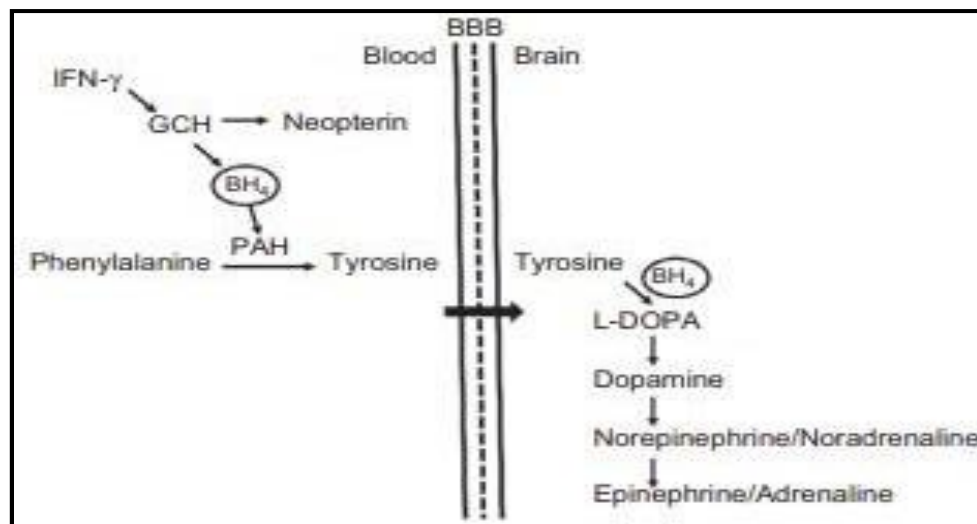 BBB
Blood Brain
IFN-γ
GCH Neopterin
BH₄
PAH
Phenylalanine Tyrosine Tyrosine BH₄
L-DOPA
Dopamine
Norepinephrine/Noradrenaline
Epinephrine/Adrenaline